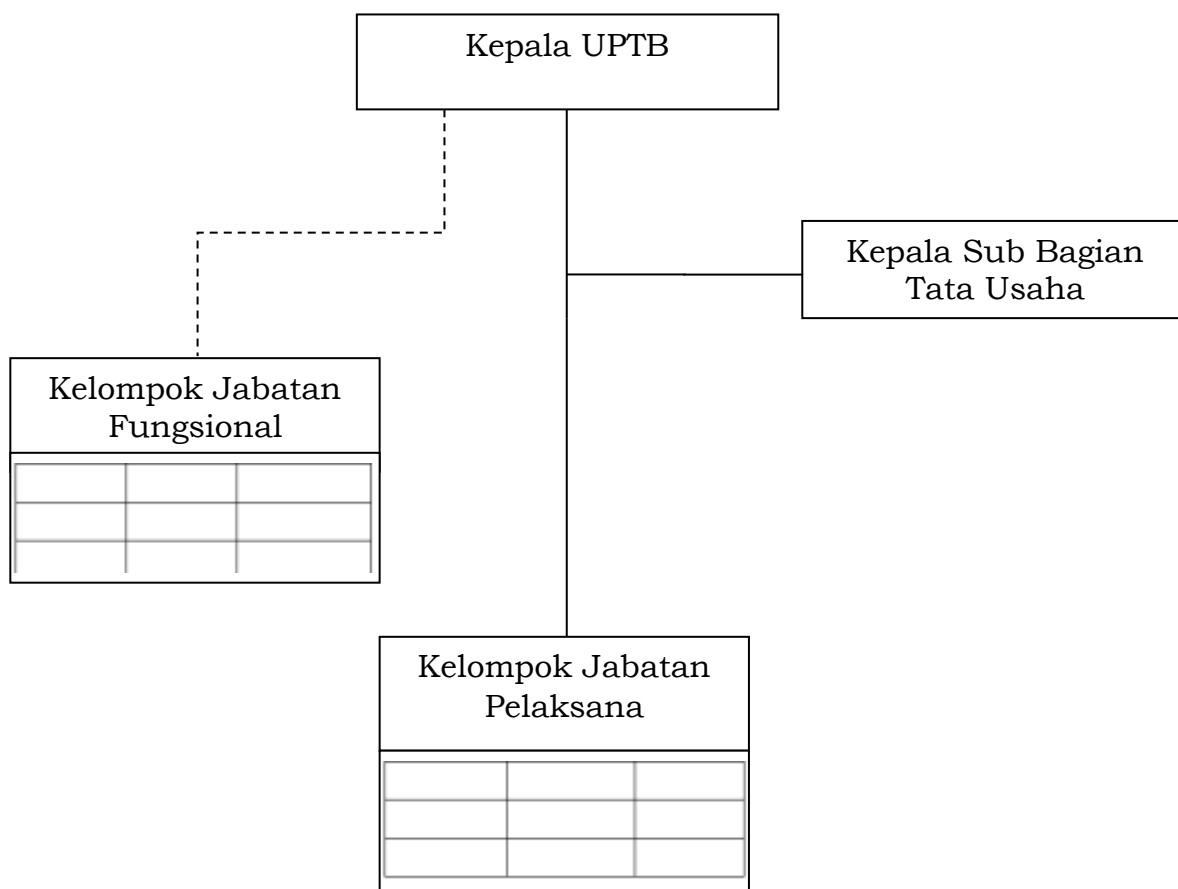 Kepala UPTB
Kepala Sub Bagian
Tata Usaha
Kelompok Jabatan
Fungsional
Kelompok Jabatan
Pelaksana